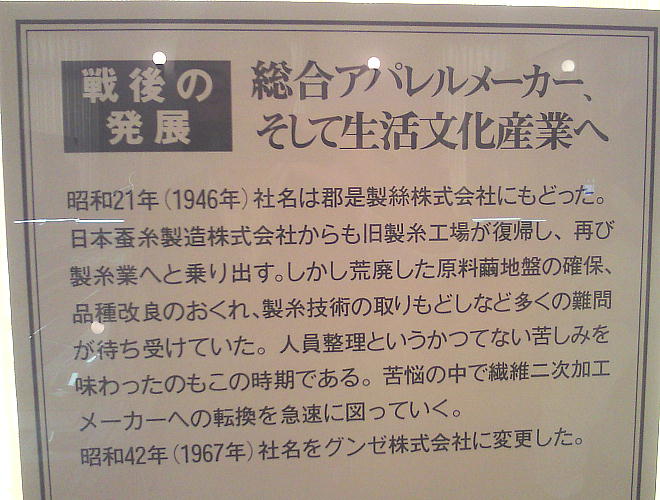 戦後の
発展
総合アパレルメーカー、
そして生活文化産業へ
昭和21年(1946年)社名は郡是製絲株式会社にもどった。
日本蚕糸製造株式会社からも旧製糸工場が復帰し、再び
製糸業へと乗り出す。しかし荒廃した原料繭地盤の確保、
品種改良のおくれ、製糸技術の取りもどしなど多くの難問
が待ち受けていた。人員整理というかつてない苦しみを
味わったのもこの時期である。苦悩の中で繊維二次加工
メーカーへの転換を急速に図っていく。
昭和42年(1967年)社名をグンゼ株式会社に変更した。